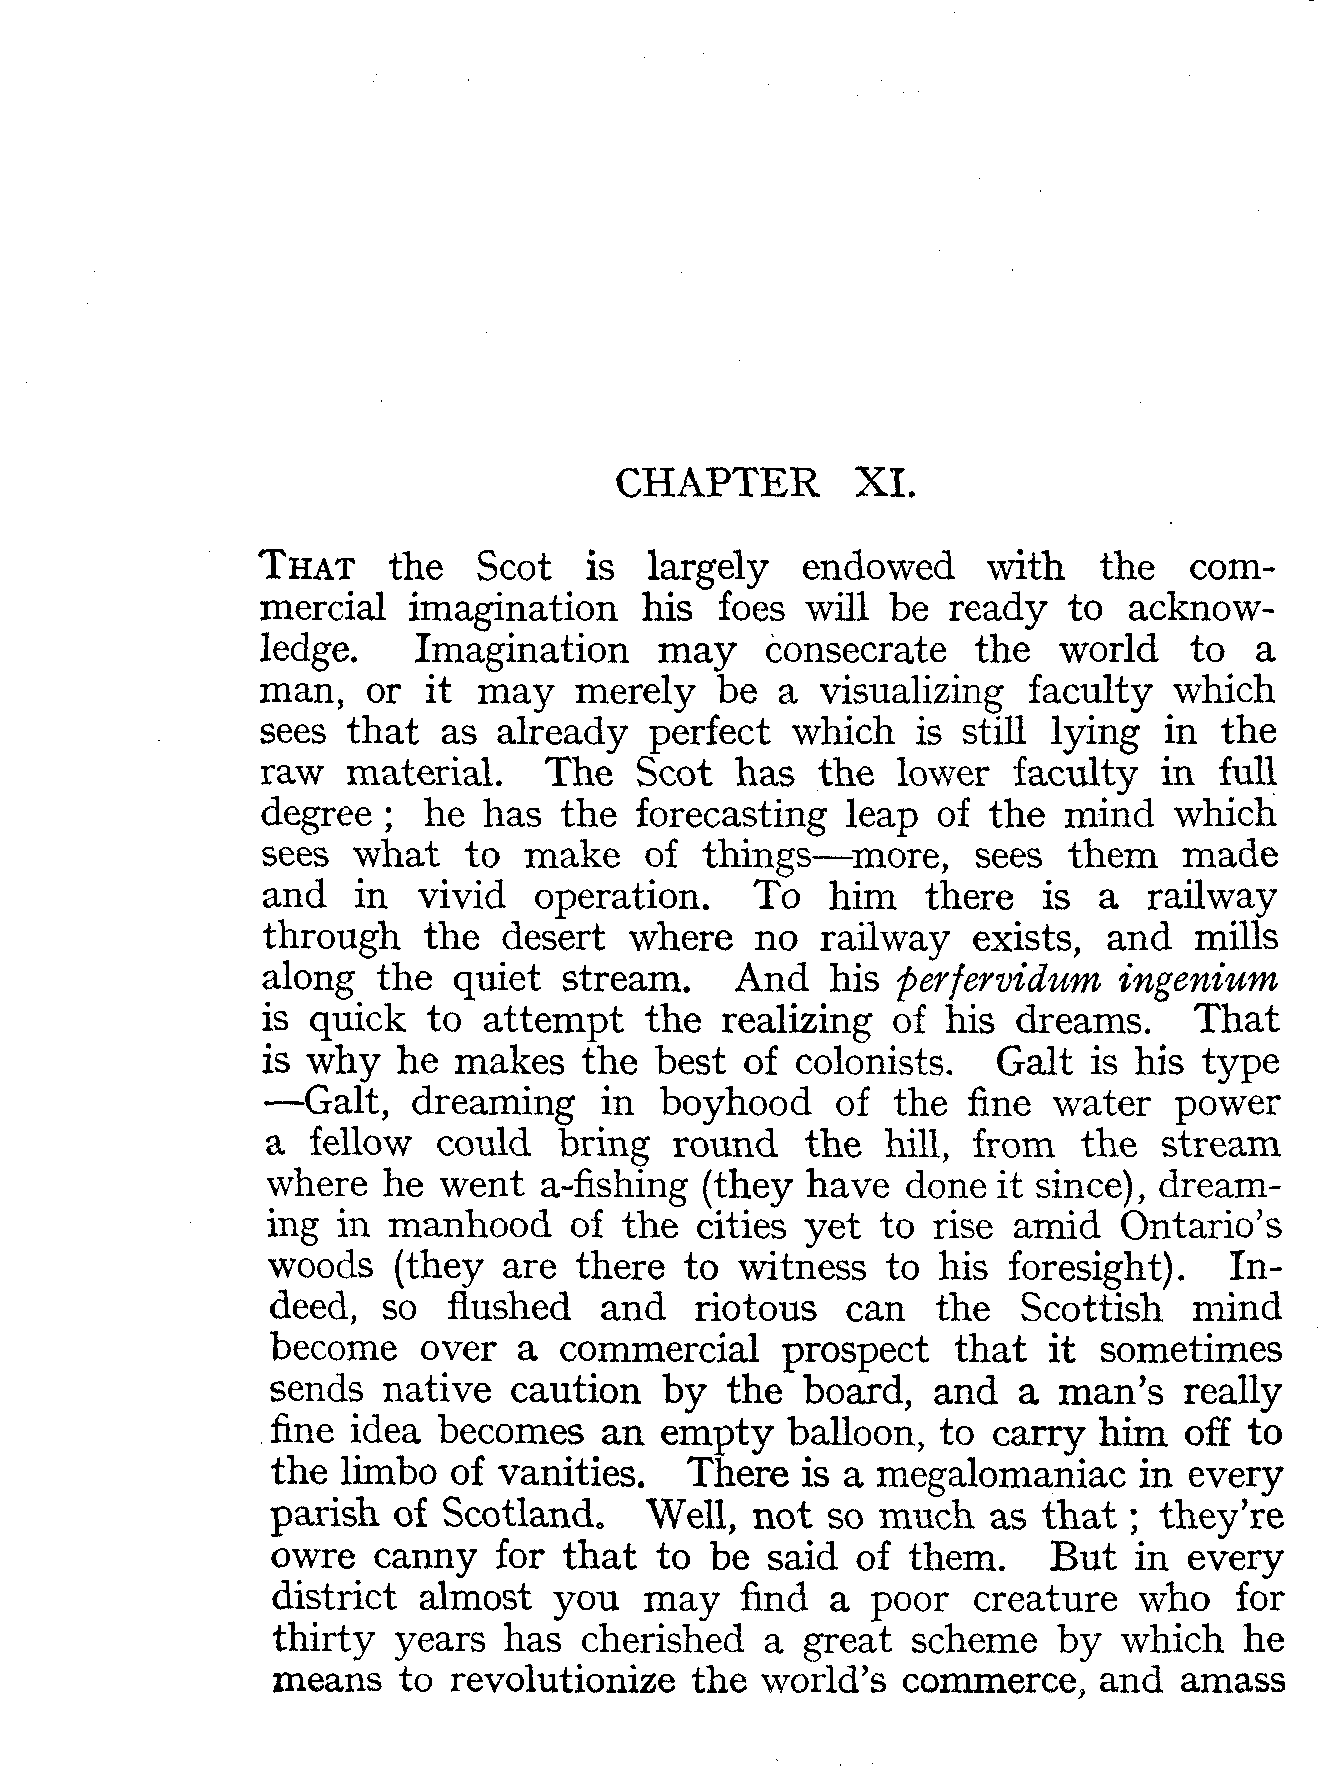 CHAPTER XI.
THAT the Scot is largely endowed with the com-
mercial imagination his foes will be ready to acknow-
ledge. Imagination may consecrate the world to a
man, or it may merely be a visualizing faculty which
sees that as already perfect which is still lying in the
raw material. The Scot has the lower faculty in full
degree ; he has the forecasting leap of the mind which
sees what to make of things—more, sees them made
and in vivid operation. To him there is a railway
through the desert where no railway exists, and mills
along the quiet stream. And his perfervidum ingenium
is quick to attempt the realizing of his dreams. That
is why he makes the best of colonists. Galt is his type
—Galt, dreaming in boyhood of the fine water power
a fellow could bring round the hill, from the stream
where he went a-fishing (they have done it since), dream-
ing in manhood of the cities yet to rise amid Ontario's
woods (they are there to witness to his foresight). In-
deed, so flushed and riotous can the Scottish mind
become over a commercial prospect that it sometimes
sends native caution by the board, and a man's really
fine idea becomes an empty balloon, to carry him off to
the limbo of vanities. There is a megalomaniac in every
parish of Scotland. Well, not so much as that ; they're
owre canny for that to be said of them. But in every
district almost you may find a poor creature who for
thirty years has cherished a great scheme by which he
means to revolutionize the world's commerce, and amass